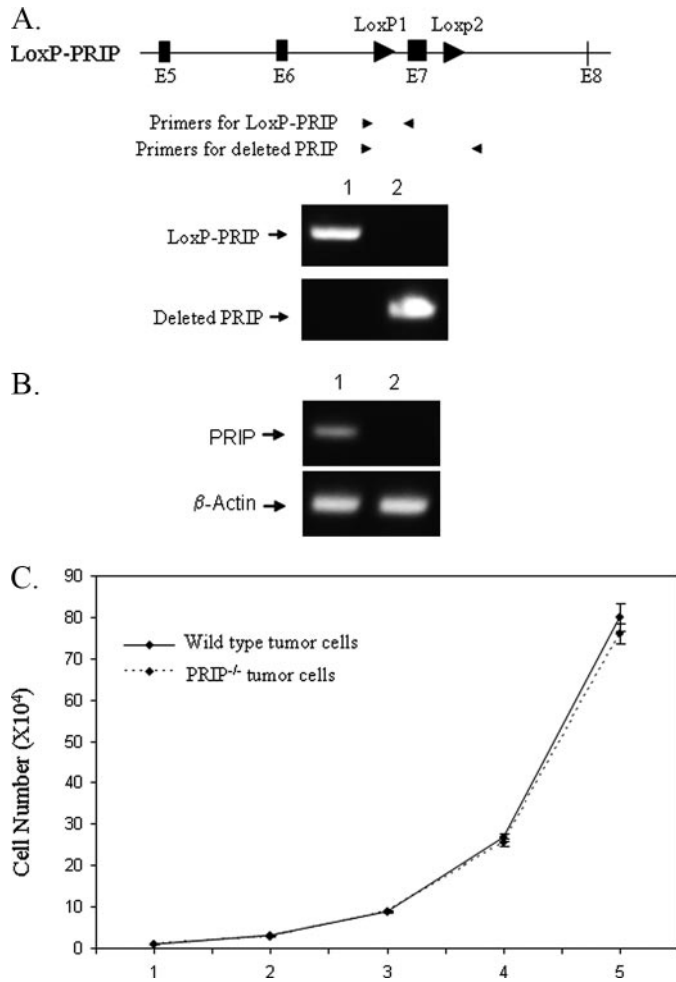 A.
LoxP1 Loxp2
LoxP-PRIP
E5 E6 E7 E8
Primers for LoxP-PRIP
Primers for deleted PRIP
1 2
LoxP-PRIP
Deleted PRIP
B.
1 2
PRIP
β-Actin
C.
Cell Number (X10⁴)
90
80
70
60
50
40
30
20
10
0
Wild type tumor cells
PRIP⁻/⁻ tumor cells
1 2 3 4 5